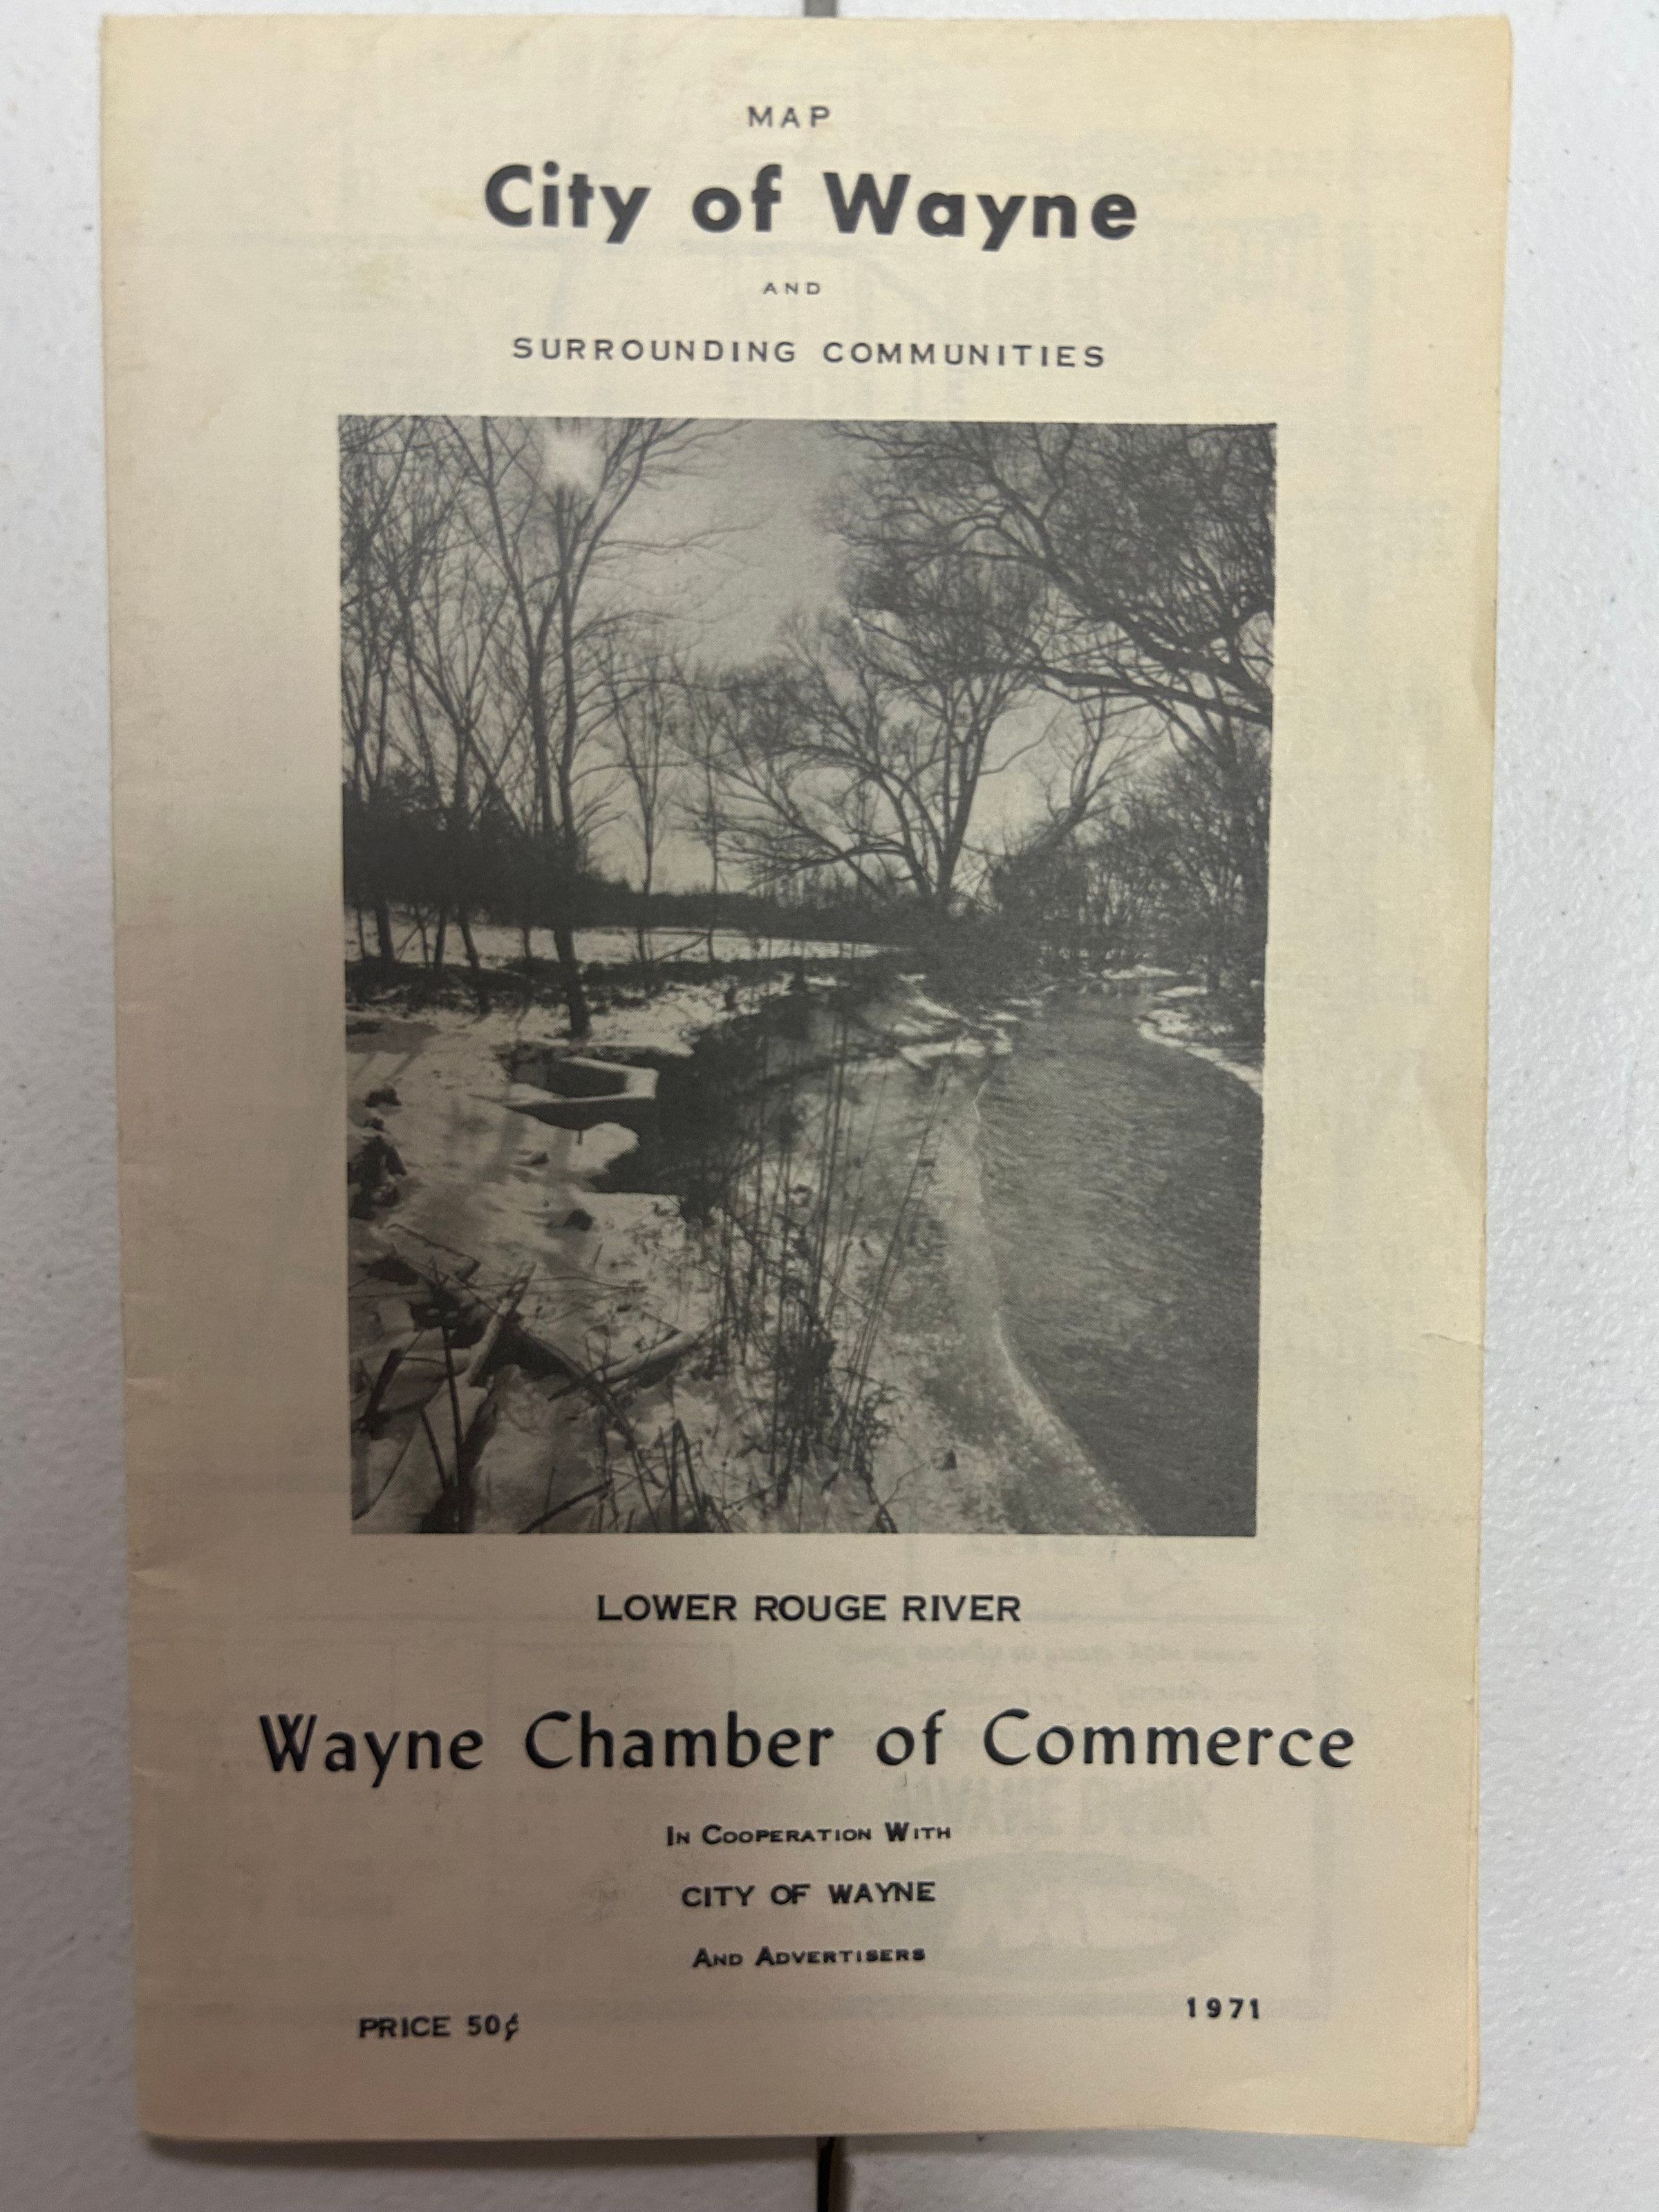 MAP
City of Wayne
AND
SURROUNDING COMMUNITIES
LOWER ROUGE RIVER
Wayne Chamber of Commerce
In Cooperation With
CITY OF WAYNE
And Advertisers
PRICE 50¢
1971